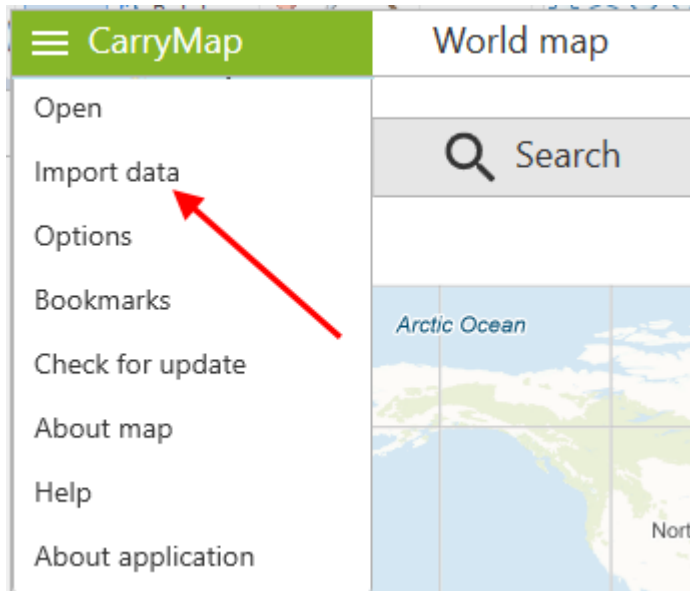 CarryMap
World map
Open
Import data
Search
Options
Bookmarks
Arctic Ocean
Check for update
About map
Help
About application